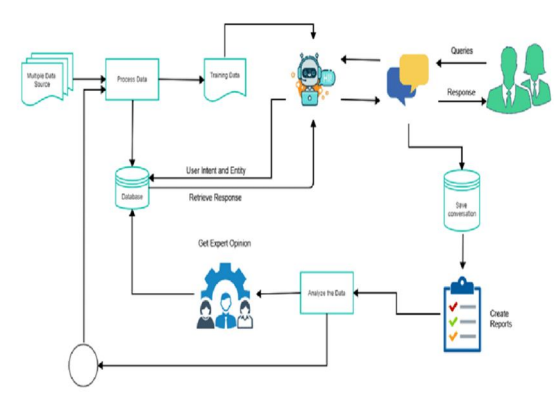 Multiple Data
Source
Process Data
Training Data
Queries
Response
User Intent and Entity
Database
Retrieve Response
Save
conversation
Get Expert Opinion
Analyze the Data
Create
Reports